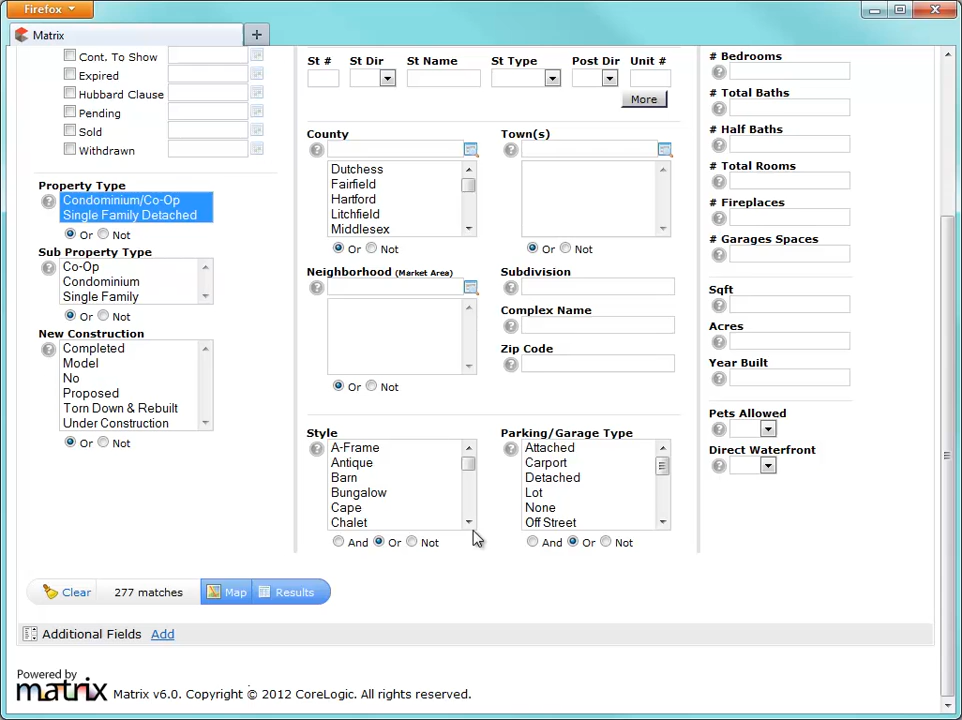 Firefox
Matrix
Cont. To Show
Expired
Hubbard Clause
Pending
Sold
Withdrawn
Property Type
Condominium/Co-Op
Single Family Detached
Or Not
Sub Property Type
Co-Op
Condominium
Single Family
Or Not
New Construction
Completed
Model
No
Proposed
Torn Down & Rebuilt
Under Construction
Or Not
St # St Dir St Name St Type Post Dir Unit #
More
County
Dutchess
Fairfield
Hartford
Litchfield
Middlesex
Or Not
Town(s)
Or Not
Neighborhood (Market Area)
Or Not
Subdivision
Complex Name
Zip Code
Style
A-Frame
Antique
Barn
Bungalow
Cape
Chalet
And Or Not
Parking/Garage Type
Attached
Carport
Detached
Lot
None
Off Street
And Or Not
# Bedrooms
# Total Baths
# Half Baths
# Total Rooms
# Fireplaces
# Garages Spaces
Sqft
Acres
Year Built
Pets Allowed
Direct Waterfront
Clear 277 matches Map Results
Additional Fields Add
Powered by
matrix Matrix v6.0. Copyright © 2012 CoreLogic. All rights reserved.